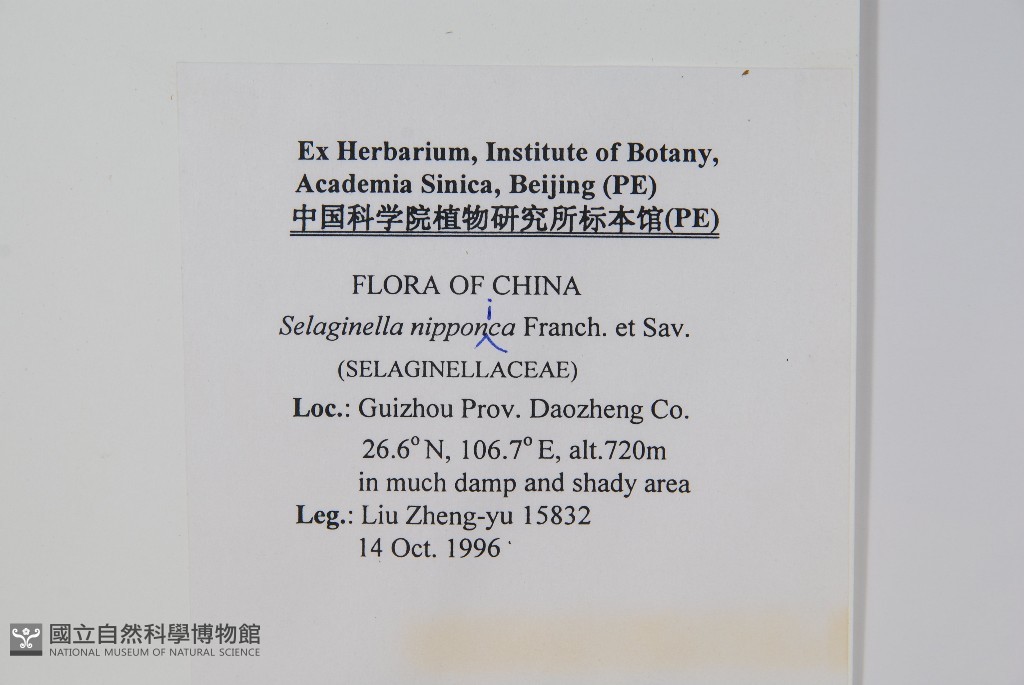 Ex Herbarium, Institute of Botany,
Academia Sinica, Beijing (PE)
中国科学院植物研究所标本馆(PE)
FLORA OF CHINA
i
Selaginella nipponca Franch. et Sav.
(SELAGINELLACEAE)
Loc.: Guizhou Prov. Daozheng Co.
26.6° N, 106.7° E, alt.720m
in much damp and shady area
Leg.: Liu Zheng-yu 15832
14 Oct. 1996
國立自然科學博物館
NATIONAL MUSEUM OF NATURAL SCIENCE